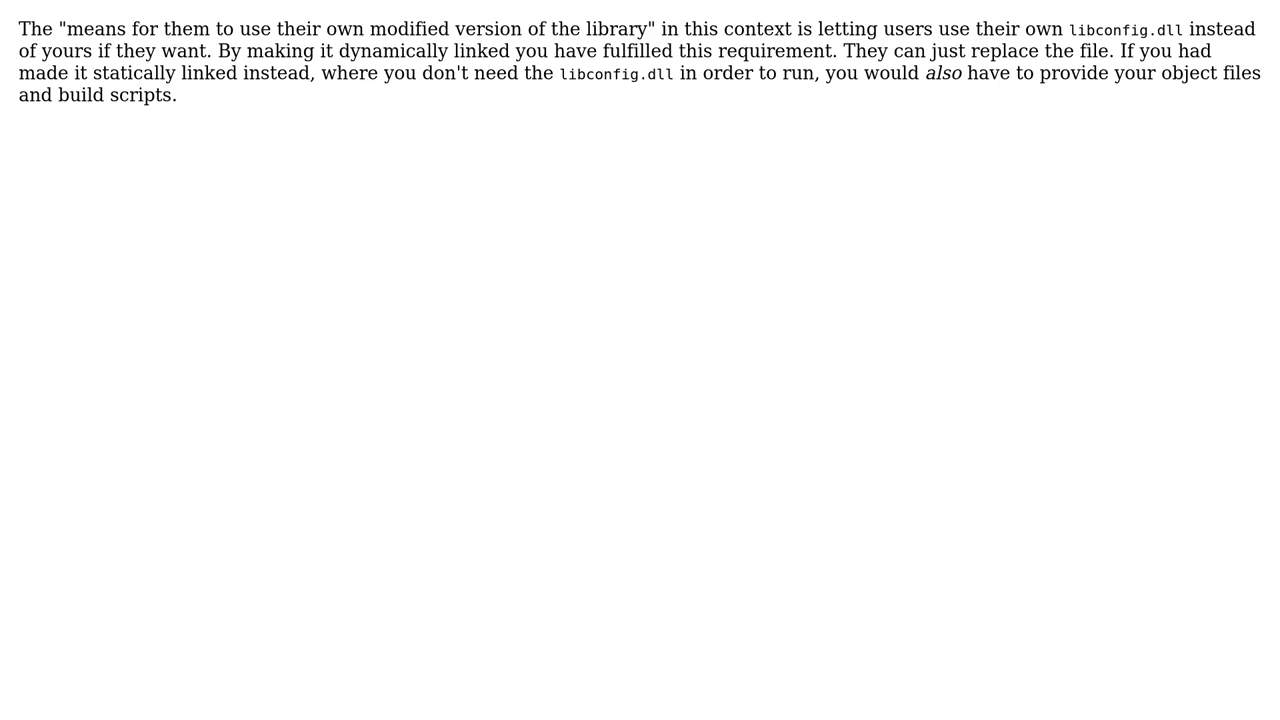 The "means for them to use their own modified version of the library" in this context is letting users use their own libconfig.dll instead
of yours if they want. By making it dynamically linked you have fulfilled this requirement. They can just replace the file. If you had
made it statically linked instead, where you don't need the libconfig.dll in order to run, you would also have to provide your object files
and build scripts.